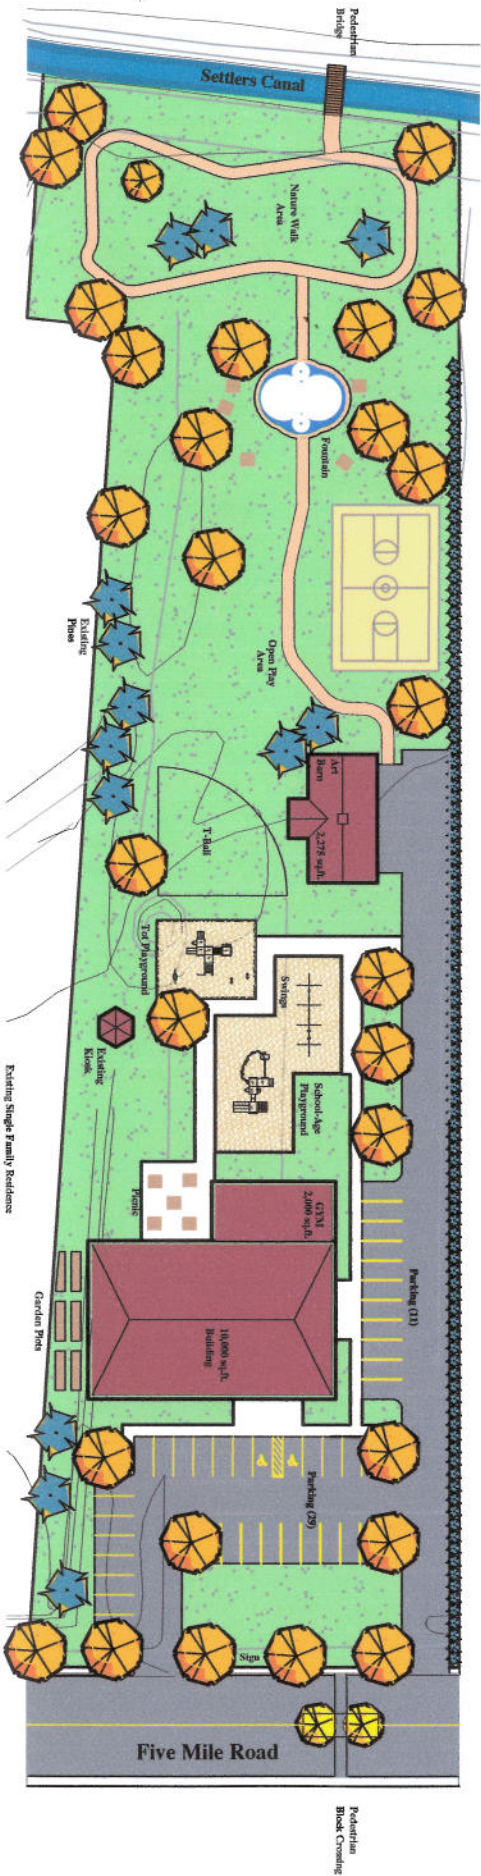 Pedestrian
Bridge
Settlers Canal
Nature Walk
Area
Fountain
Open Play
Area
Existing
Pines
Art
Barn
2,275 sq.ft.
T-Ball
Tot Playground
Swings
School-Age
Playground
Existing
Kiosk
Existing Single Family Residence
Picnic
GYM
2,000 sq.ft.
Parking (11)
10,000 sq.ft.
Building
Garden Plots
Parking (29)
Sign
Five Mile Road
Pedestrian
Block Crossing